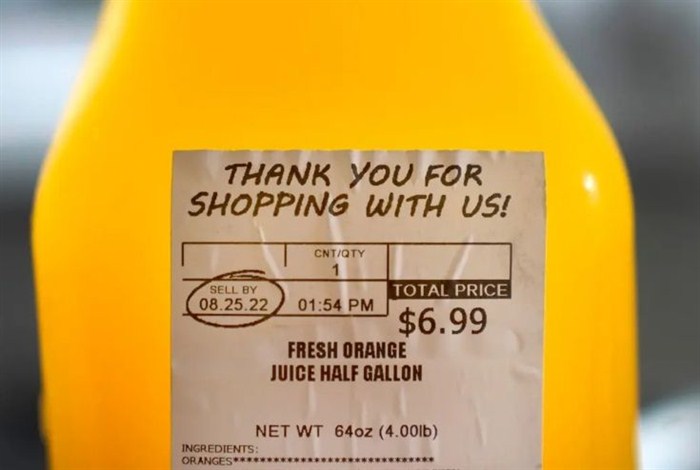 THANK YOU FOR
SHOPPING WITH US!
CNT/QTY
1
SELL BY
08.25.22
01:54 PM
TOTAL PRICE
$6.99
FRESH ORANGE
JUICE HALF GALLON
NET WT 64oz (4.00lb)
INGREDIENTS:
ORANGES********************************